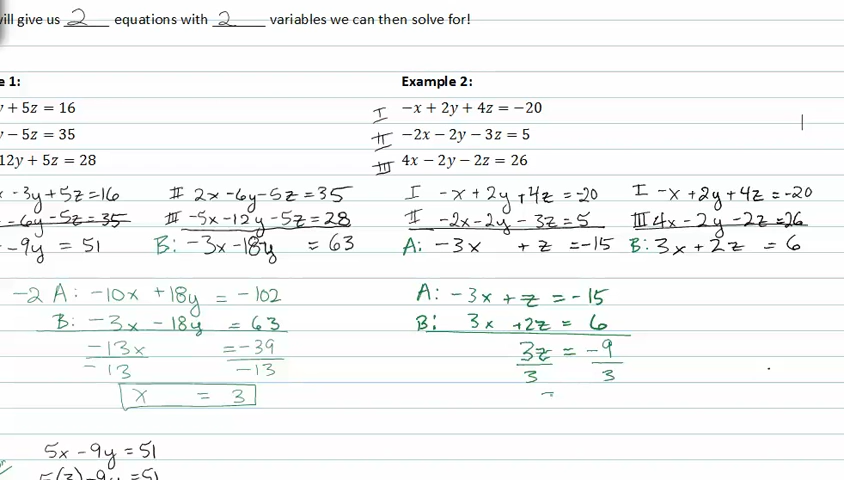 will give us 2 equations with 2 variables we can then solve for!
e 1:
y + 5z = 16
y − 5z = 35
12y + 5z = 28
x -3y+5z=16
-6y-5z=35
-9y = 51
II 2x-6y-5z=35
III -5x-12y-5z=28
B: -3x-18y = 63
-2 A: -10x +18y = -102
B: -3x - 18y = 63
-13x = -39
-13 -13
x = 3
5x -9y = 51
5(3)-9y=51
Example 2:
I −x + 2y + 4z = −20
II −2x − 2y − 3z = 5
III 4x − 2y − 2z = 26
I -x +2y +4z = -20
II -2x-2y -3z = 5
A: -3x + z = -15
I -x +2y +4z = -20
III 4x -2y -2z = 26
B: 3x +2z = 6
A: -3x + z = -15
B: 3x +2z = 6
3z = -9
3 3
=